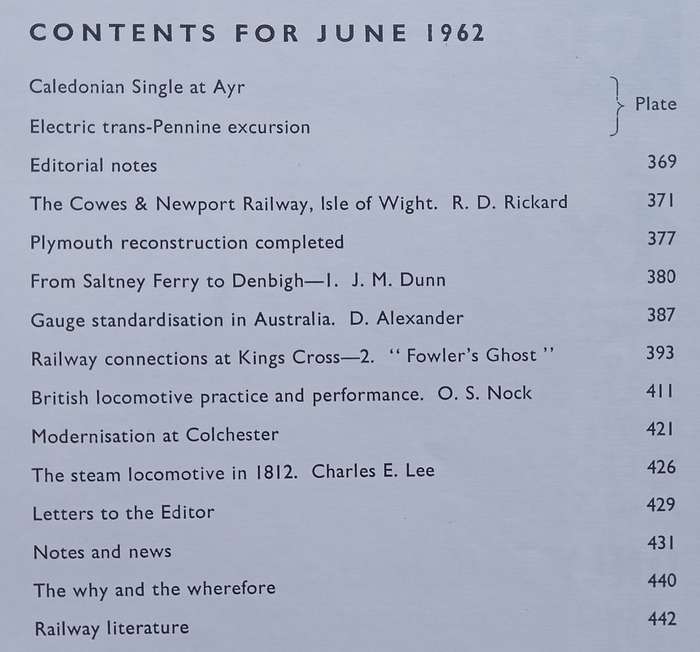 CONTENTS FOR JUNE 1962
Caledonian Single at Ayr
Electric trans-Pennine excursion
Plate
Editorial notes 369
The Cowes & Newport Railway, Isle of Wight. R. D. Rickard 371
Plymouth reconstruction completed 377
From Saltney Ferry to Denbigh—1. J. M. Dunn 380
Gauge standardisation in Australia. D. Alexander 387
Railway connections at Kings Cross—2. “Fowler's Ghost” 393
British locomotive practice and performance. O. S. Nock 411
Modernisation at Colchester 421
The steam locomotive in 1812. Charles E. Lee 426
Letters to the Editor 429
Notes and news 431
The why and the wherefore 440
Railway literature 442